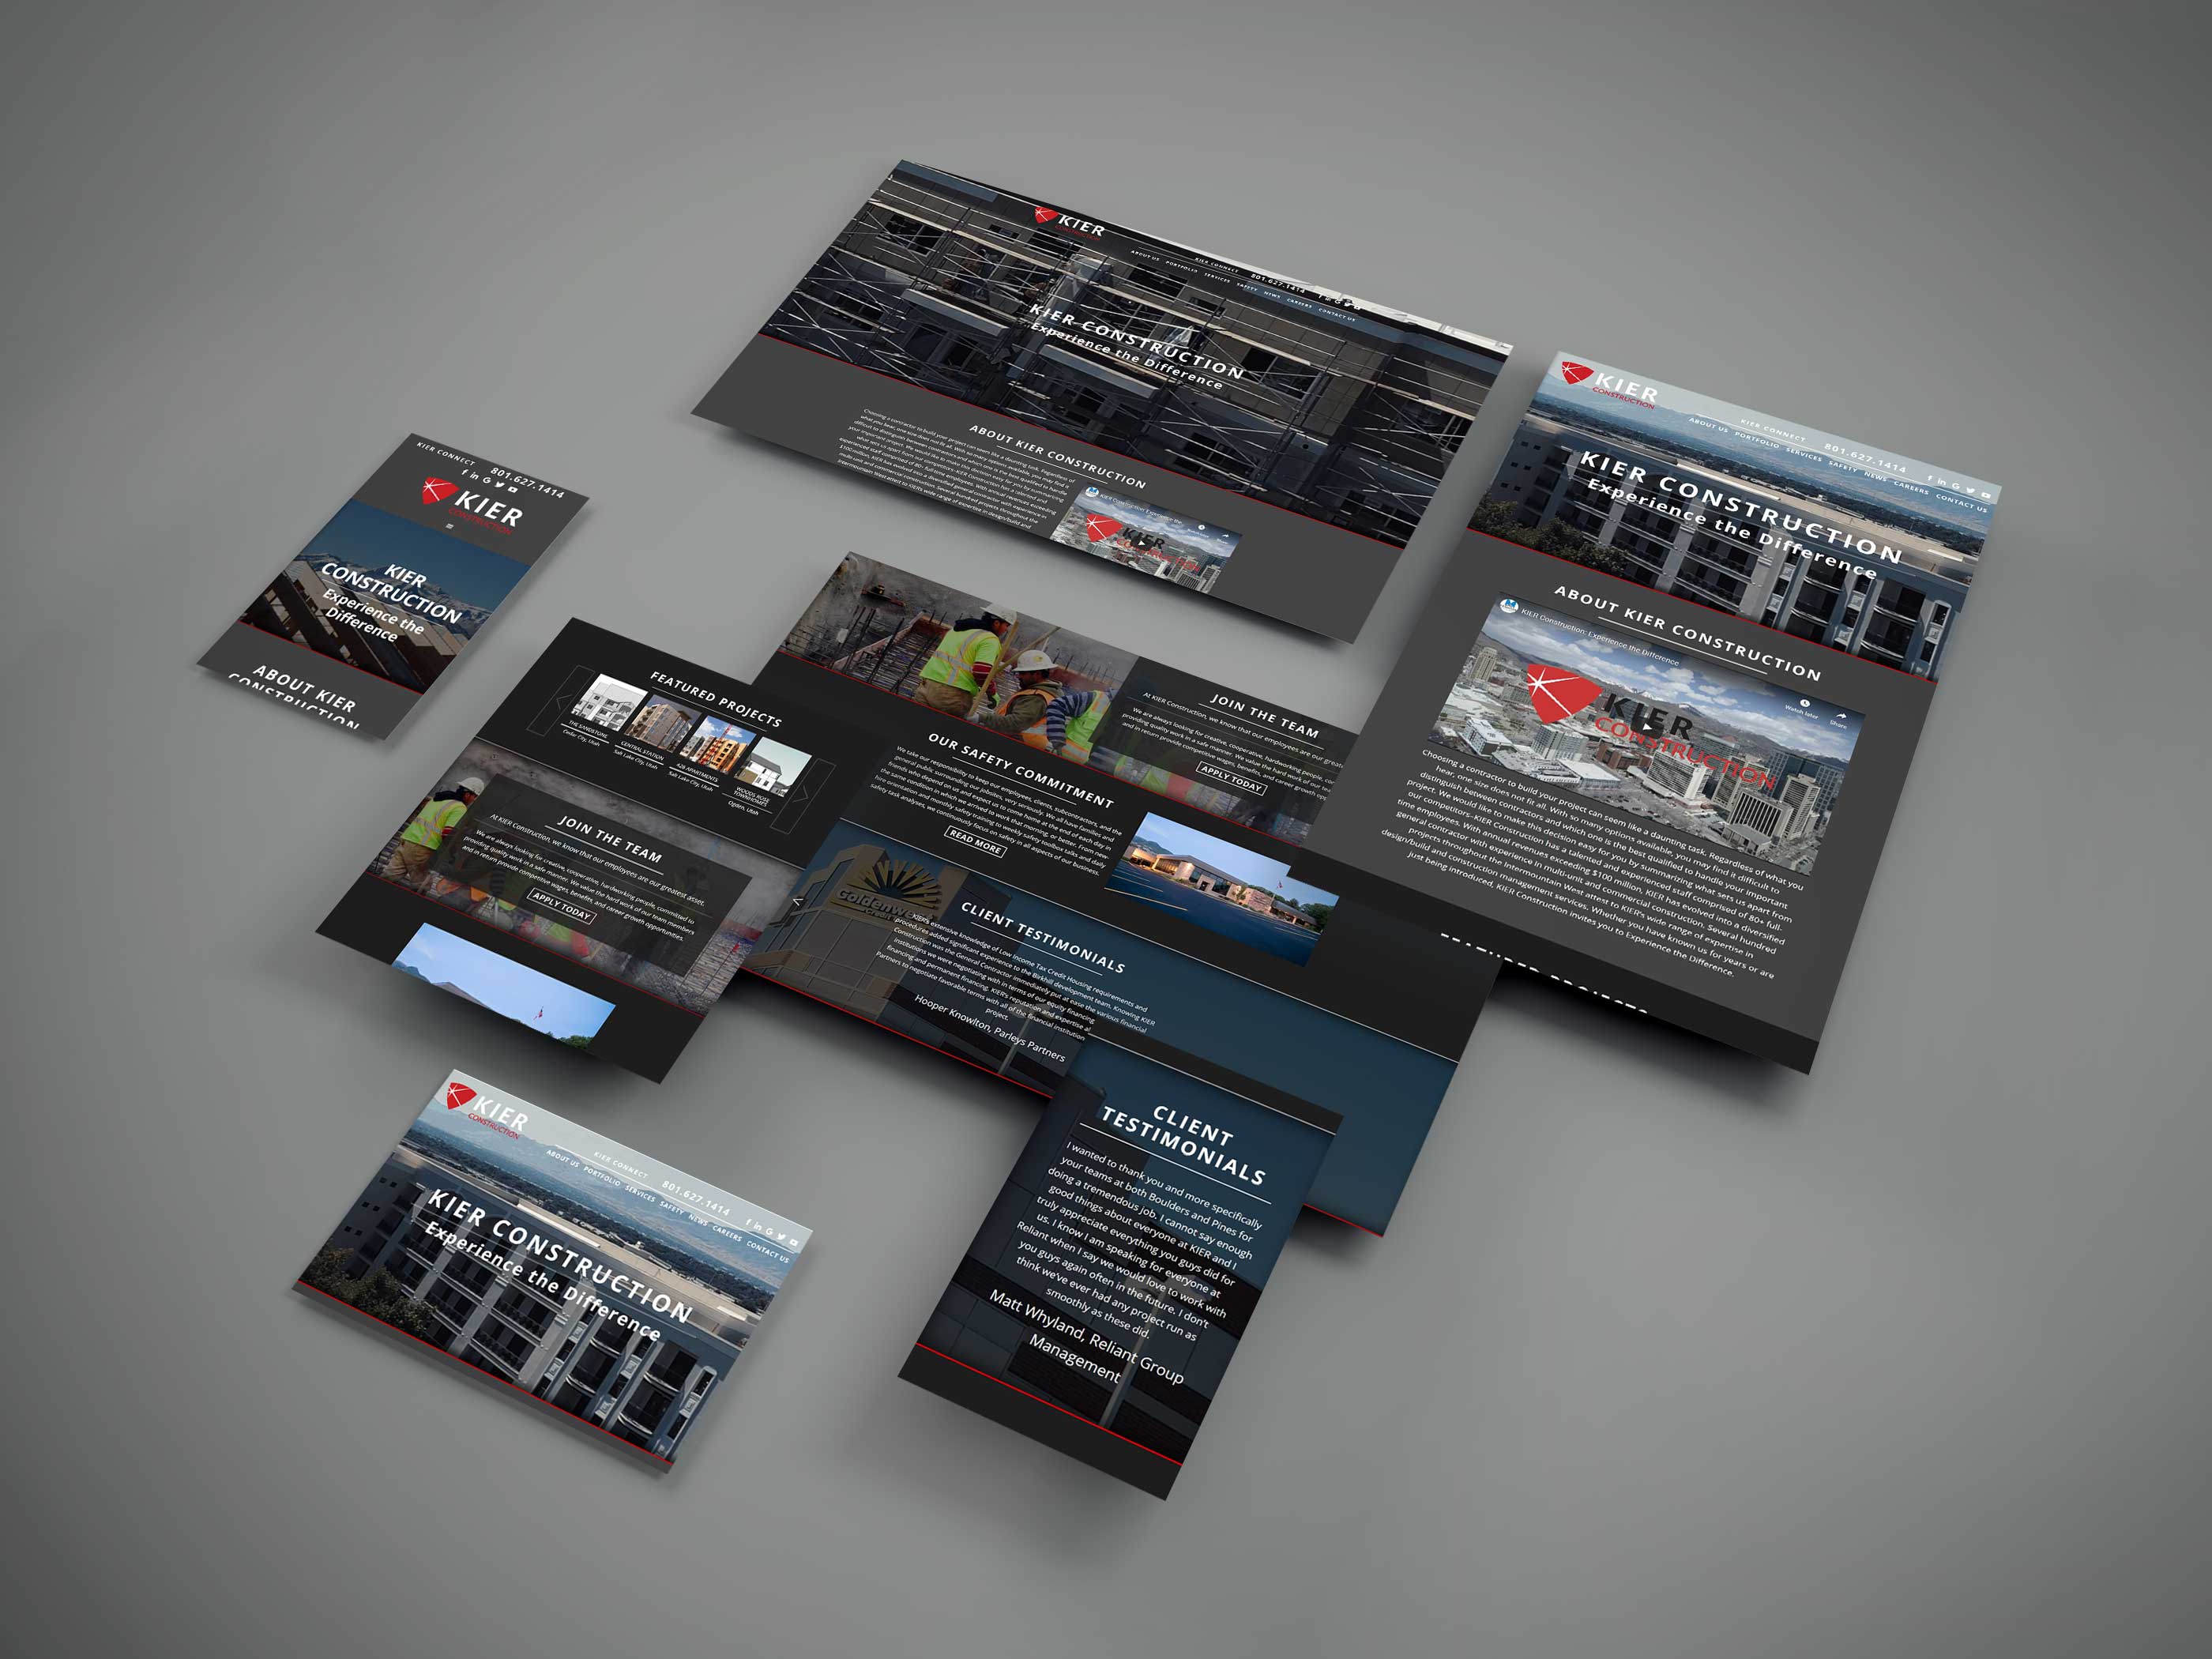 KIER
CONSTRUCTION
KIER CONNECT 801.627.1414
ABOUT US PORTFOLIO SERVICES SAFETY NEWS CAREERS CONTACT US
KIER CONSTRUCTION
Experience the Difference
ABOUT KIER CONSTRUCTION
KIER
KIER
CONSTRUCTION
KIER CONNECT 801.627.1414
ABOUT US PORTFOLIO SERVICES SAFETY NEWS CAREERS CONTACT US
KIER CONSTRUCTION
Experience the Difference
ABOUT KIER CONSTRUCTION
KIER Construction: Experience the Difference
Watch later Share
KIER
CONSTRUCTION
Choosing a contractor to build your project can seem like a daunting task. Regardless of what you
hear, one size does not fit all. With so many options available, you may find it difficult to
distinguish between contractors and which one is the best qualified to handle your important
project. We would like to make this decision easy for you by summarizing what sets us apart from
our competitors–KIER Construction has a talented and experienced staff comprised of 80+ full-
time employees. With annual revenues exceeding $100 million, KIER has evolved into a diversified
general contractor with experience in multi-unit and commercial construction. Several hundred
projects throughout the Intermountain West attest to KIER's wide range of expertise in
design/build and construction management services. Whether you have known us for years or are
just being introduced, KIER Construction invites you to Experience the Difference.
KIER CONNECT 801.627.1414
KIER
CONSTRUCTION
KIER
CONSTRUCTION
Experience the
Difference
ABOUT KIER
CONSTRUCTION
FEATURED PROJECTS
THE SANDSTONE
Cedar City, Utah
CENTRAL STATION
Salt Lake City, Utah
Salt Lake City, Utah
WOODS ROSE
TOWNHOMES
Ogden, Utah
JOIN THE TEAM
At KIER Construction, we know that our employees are our greatest asset.
We are always looking for creative, cooperative, hardworking people, committed to
providing quality work in a safe manner. We value the hard work of our team members
and in return provide competitive wages, benefits, and career growth opportunities.
APPLY TODAY
JOIN THE TEAM
At KIER Construction, we know that our employees are our
We are always looking for creative, cooperative, hardworking people,
providing quality work in a safe manner. We value the hard work of our
and in return provide competitive wages, benefits, and career growth
APPLY TODAY
OUR SAFETY COMMITMENT
We take our responsibility to keep our employees, clients, subcontractors, and the
general public surrounding our jobsites, very seriously. We all have families and
friends who depend on us and expect us to come home at the end of each day in
the same condition in which we arrived to work that morning, or better. From new-
hire orientation and monthly safety training to weekly safety toolbox talks and daily
safety task analyses, we continuously focus on safety in all aspects of our business.
READ MORE
CLIENT TESTIMONIALS
KIER's extensive knowledge of Low Income Tax Credit Housing requirements and
procedures added significant experience to the Birkhill development team. Knowing KIER
Construction was the General Contractor immediately put at ease the various financial
institutions we were negotiating with in terms of our equity financing
financing and permanent financing. KIER's reputation and expertise
Partners to negotiate favorable terms with all of the financial institution
project.
Hooper Knowlton, Parleys Partners
CLIENT
TESTIMONIALS
I wanted to thank you and more specifically
your teams at both Boulders and Pines for
doing a tremendous job. I cannot say enough
good things about everyone at KIER and I
truly appreciate everything you guys did for
us. I know I am speaking for everyone at
Reliant when I say we would love to work with
you guys again often in the future. I don't
think we've ever had any project run as
smoothly as these did.
Matt Whyland, Reliant Group
Management
KIER
CONSTRUCTION
KIER CONNECT 801.627.1414
ABOUT US PORTFOLIO SERVICES SAFETY NEWS CAREERS CONTACT US
KIER CONSTRUCTION
Experience the Difference